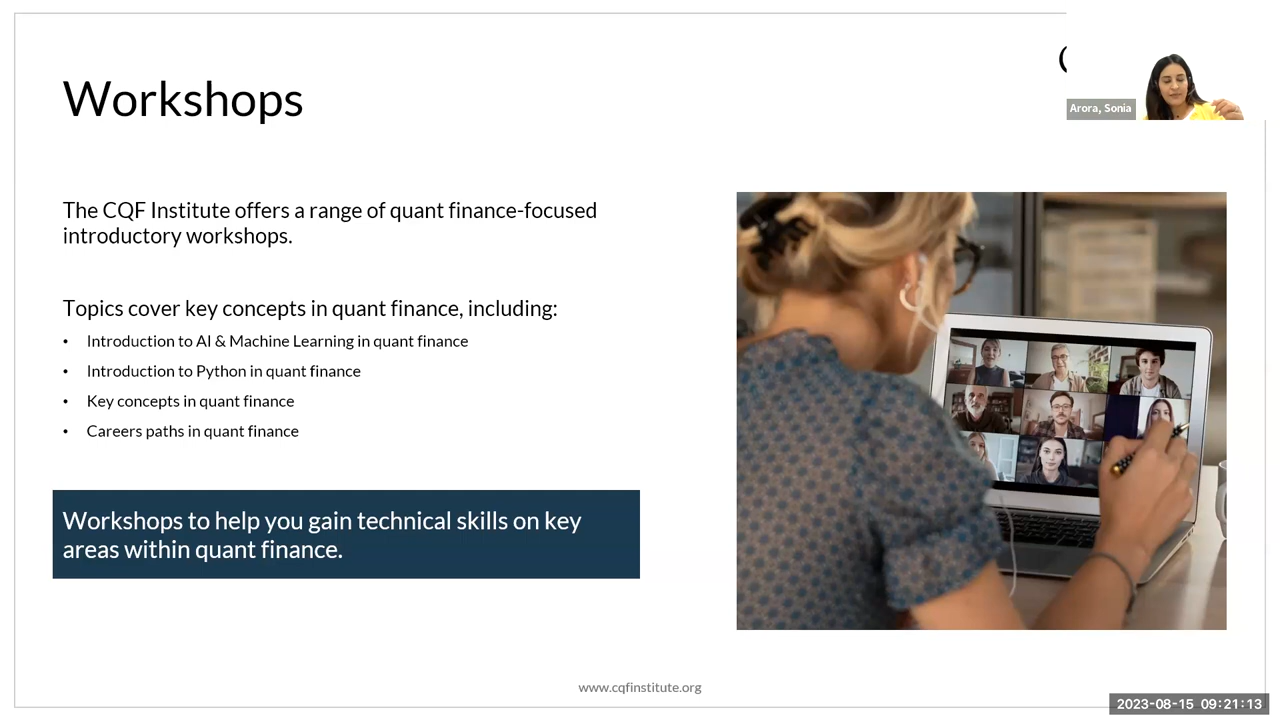 Workshops
Arora, Sonia
The CQF Institute offers a range of quant finance-focused
introductory workshops.
Topics cover key concepts in quant finance, including:
• Introduction to AI & Machine Learning in quant finance
• Introduction to Python in quant finance
• Key concepts in quant finance
• Careers paths in quant finance
Workshops to help you gain technical skills on key
areas within quant finance.
www.cqfinstitute.org
2023-08-15 09:21:13